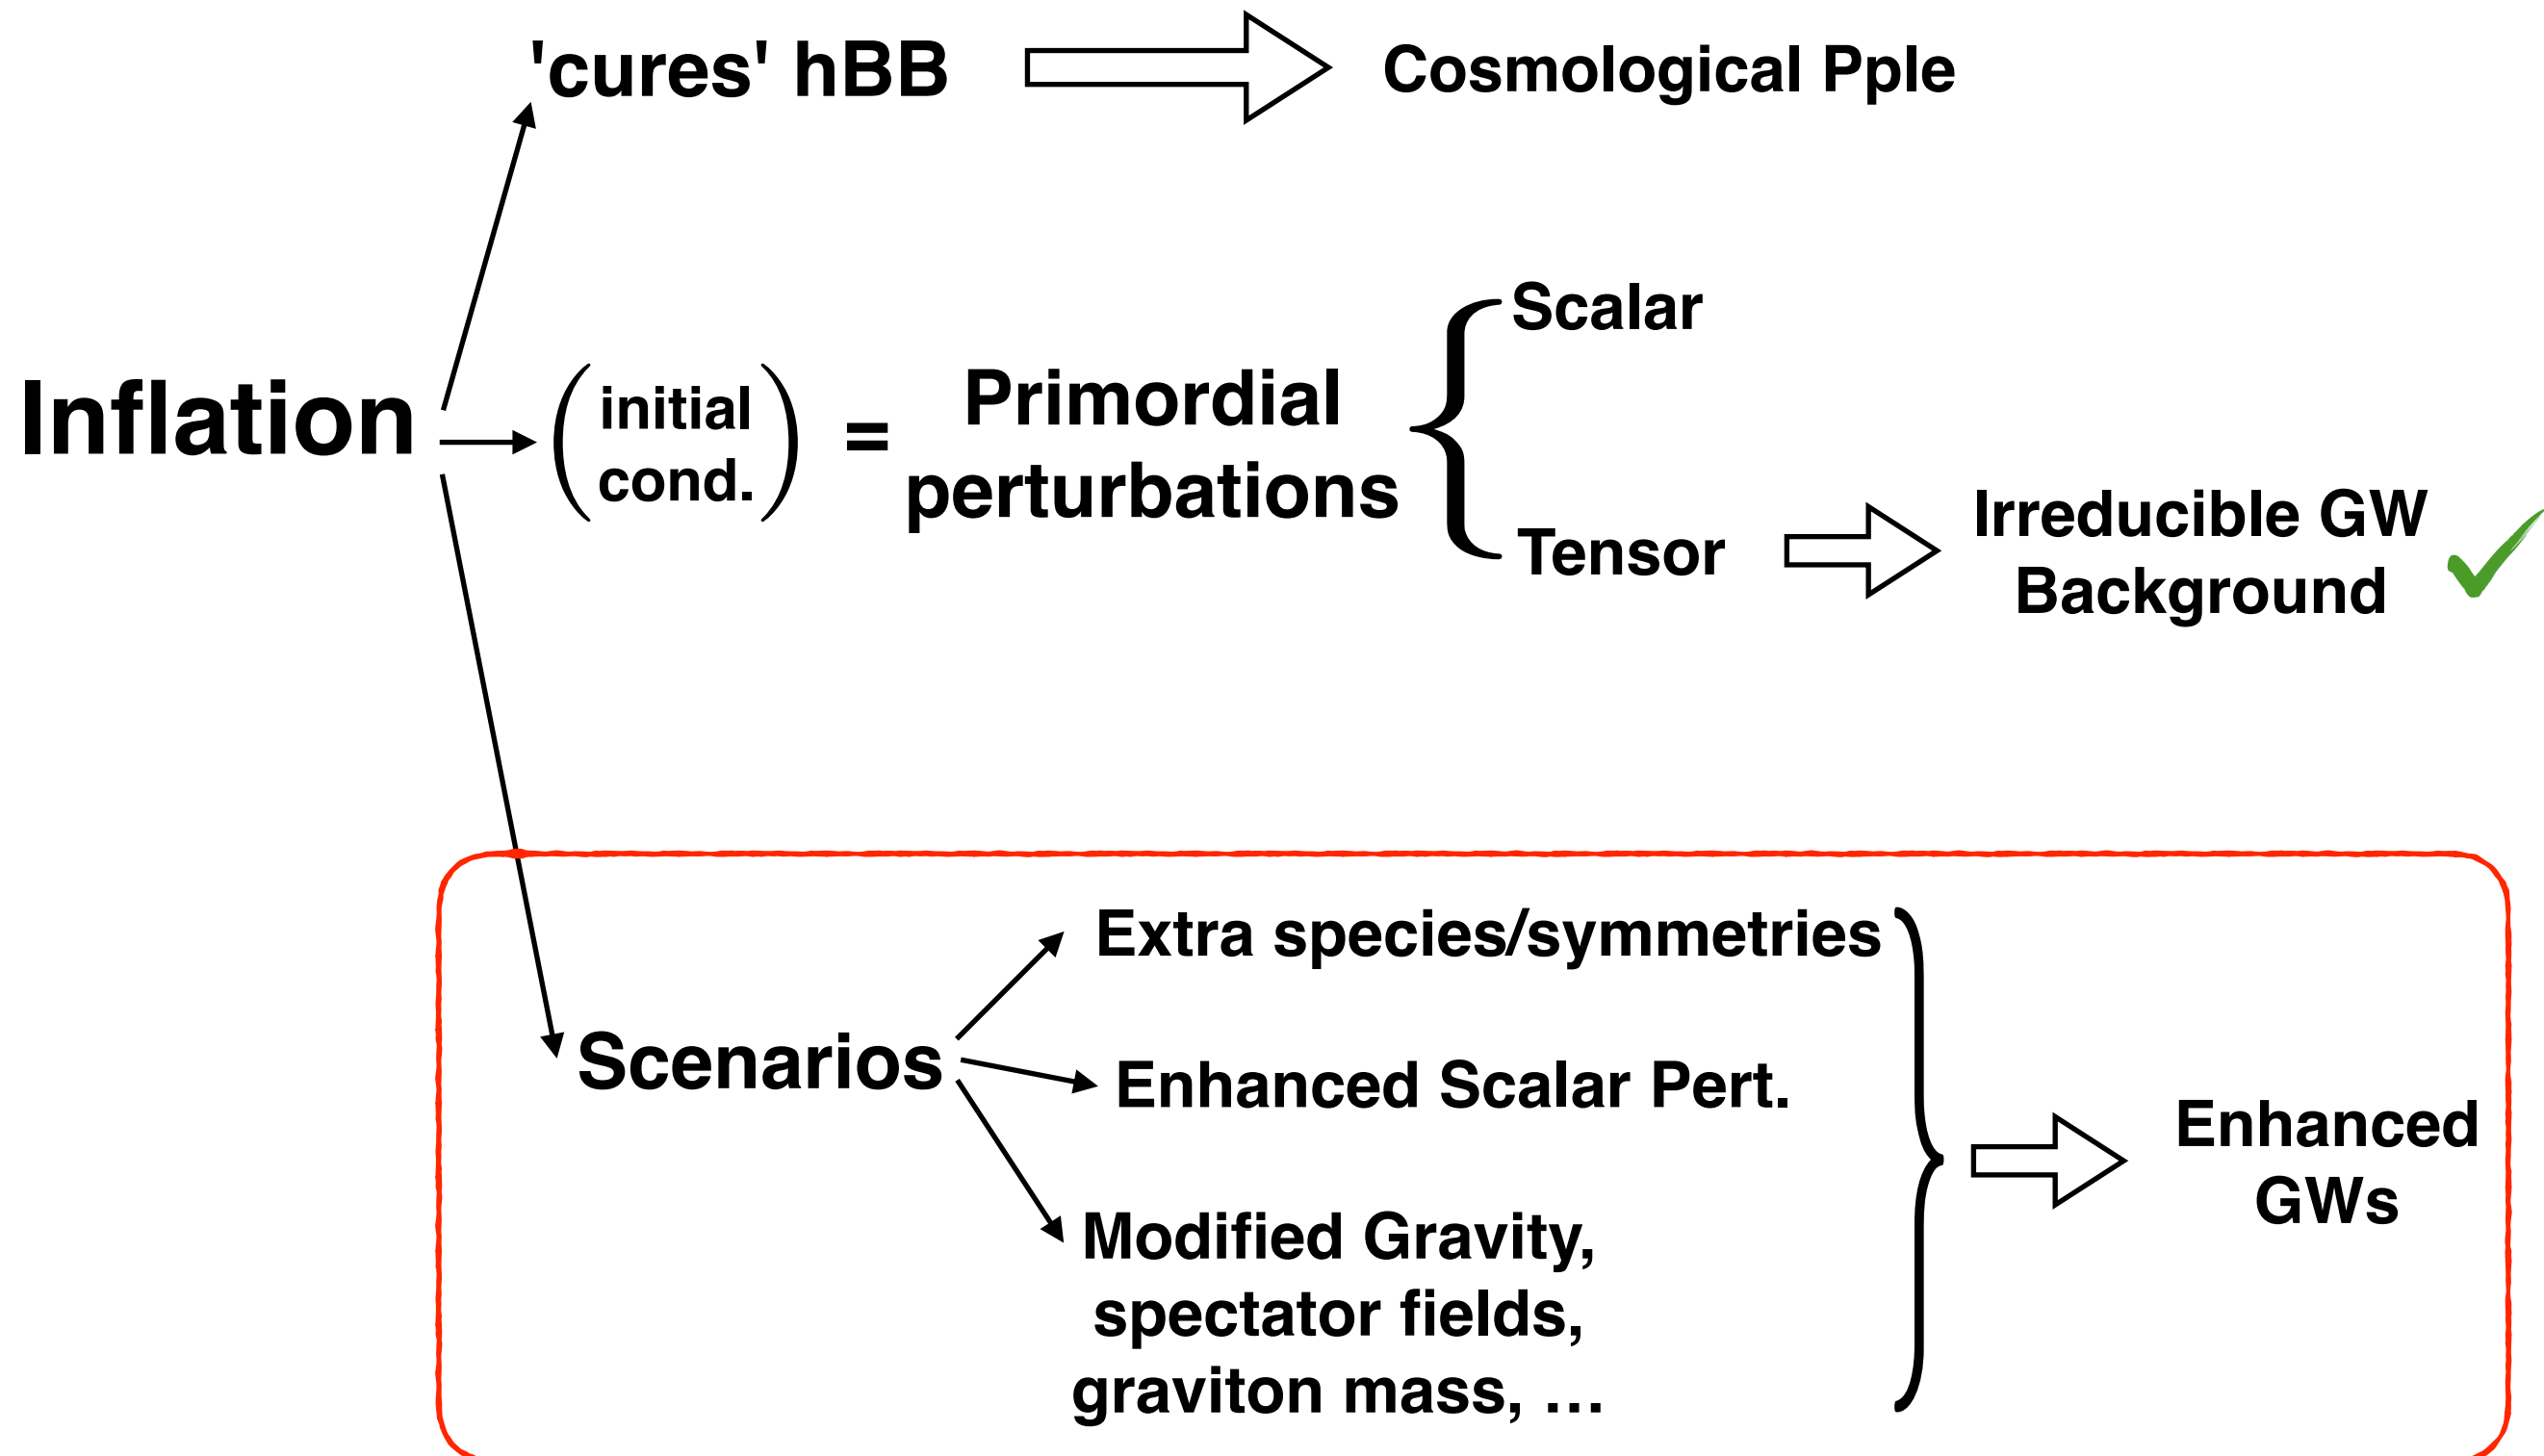 'cures' hBB
Cosmological Pple
Inflation
initial
cond.
=
Primordial
perturbations
Scalar
Tensor
Irreducible GW
Background
Scenarios
Extra species/symmetries
Enhanced Scalar Pert.
Modified Gravity,
spectator fields,
graviton mass, ...
Enhanced
GWs